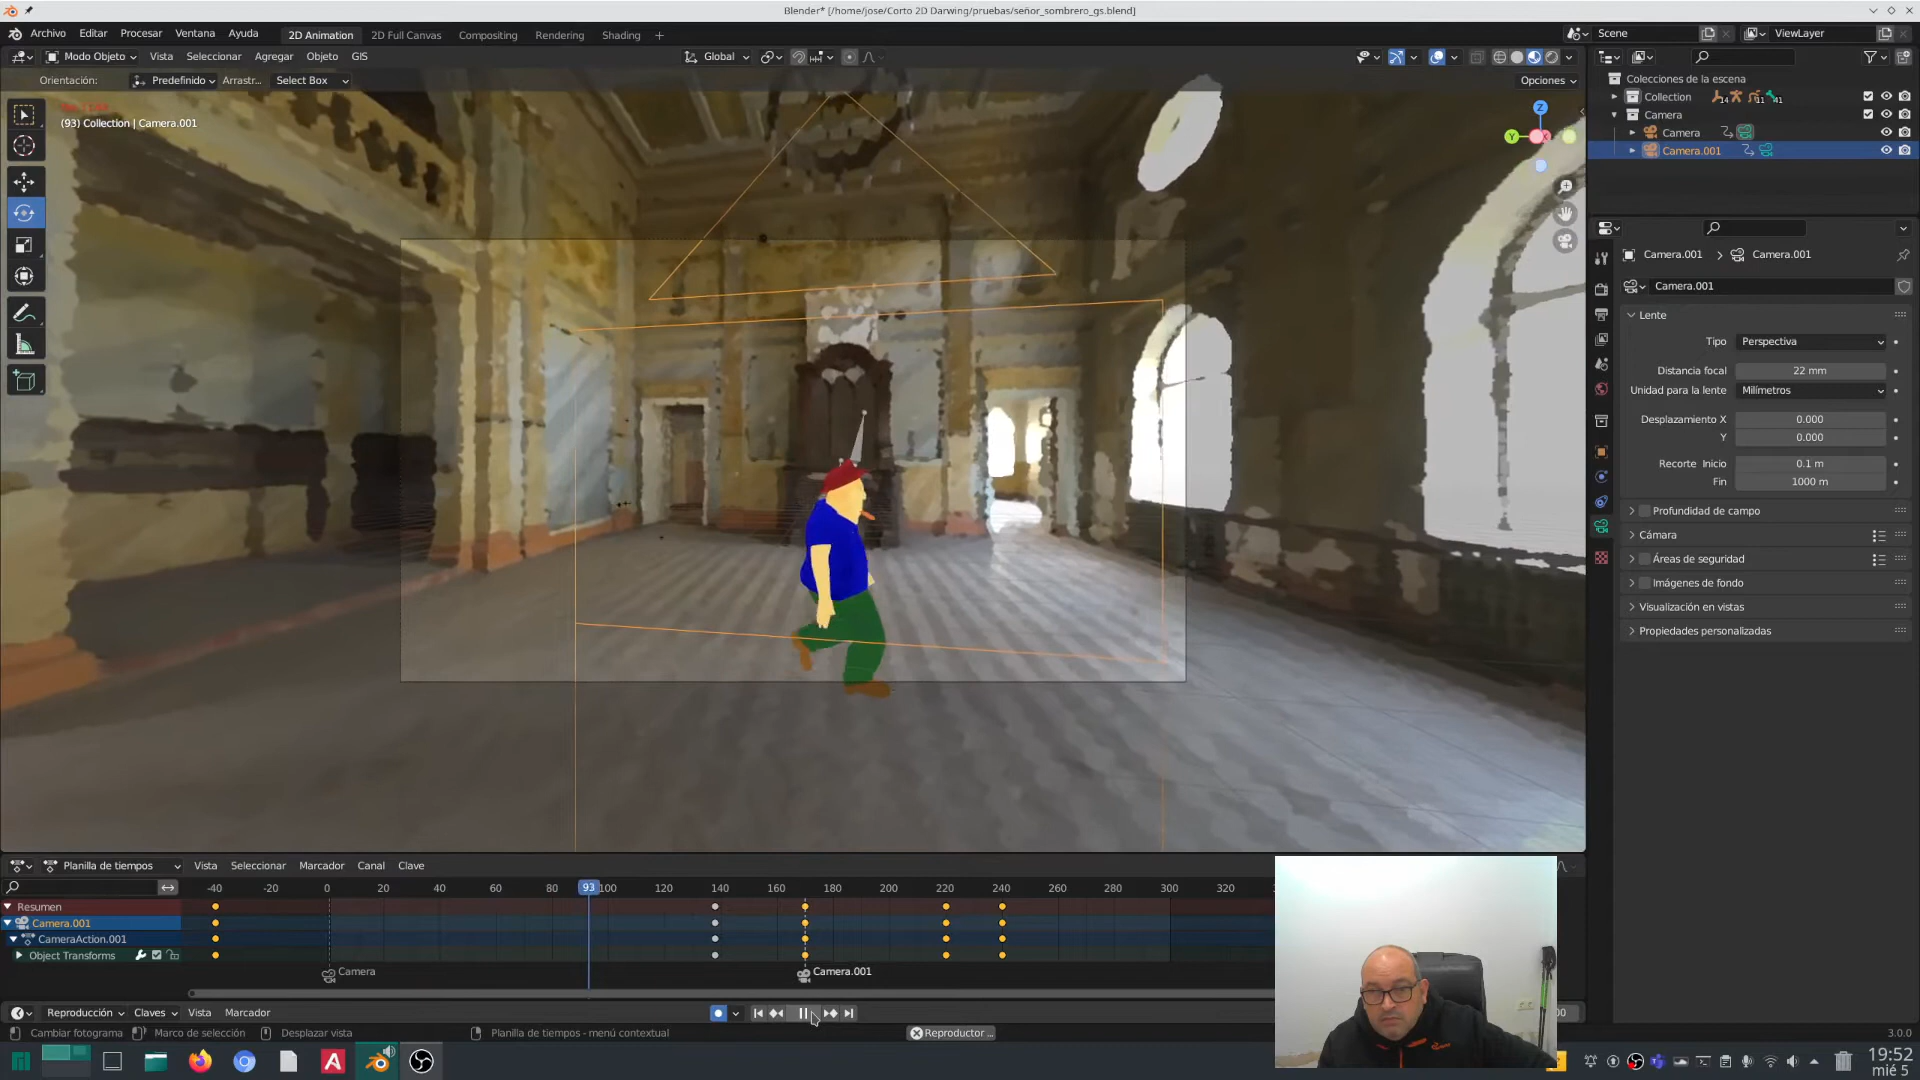 Blender* [/home/jose/Corto 2D Darwing/pruebas/señor_sombrero_gs.blend]
Archivo Editar Procesar Ventana Ayuda 2D Animation 2D Full Canvas Compositing Rendering Shading + Scene ViewLayer
Modo Objeto Vista Seleccionar Agregar Objeto GIS Global
Orientación: Predefinido Arrastr... Select Box Opciones
(93) Collection | Camera.001
Z
Y
Colecciones de la escena
Collection 14 11 41
Camera
Camera
Camera.001
Camera.001 > Camera.001
Camera.001
Lente
Tipo Perspectiva
Distancia focal 22 mm
Unidad para la lente Milímetros
Desplazamiento X 0.000
Y 0.000
Recorte Inicio 0.1 m
Fin 1000 m
Profundidad de campo
Cámara
Áreas de seguridad
Imágenes de fondo
Visualización en vistas
Propiedades personalizadas
Planilla de tiempos Vista Seleccionar Marcador Canal Clave
-40 -20 0 20 40 60 80 93 100 120 140 160 180 200 220 240 260 280 300 320
Resumen
Camera.001
CameraAction.001
Object Transforms
Camera Camera.001
Reproducción Claves Vista Marcador
Cambiar fotograma Marco de selección Desplazar vista Planilla de tiempos - menú contextual Reproductor ... 3.0.0
19:52
mié 5